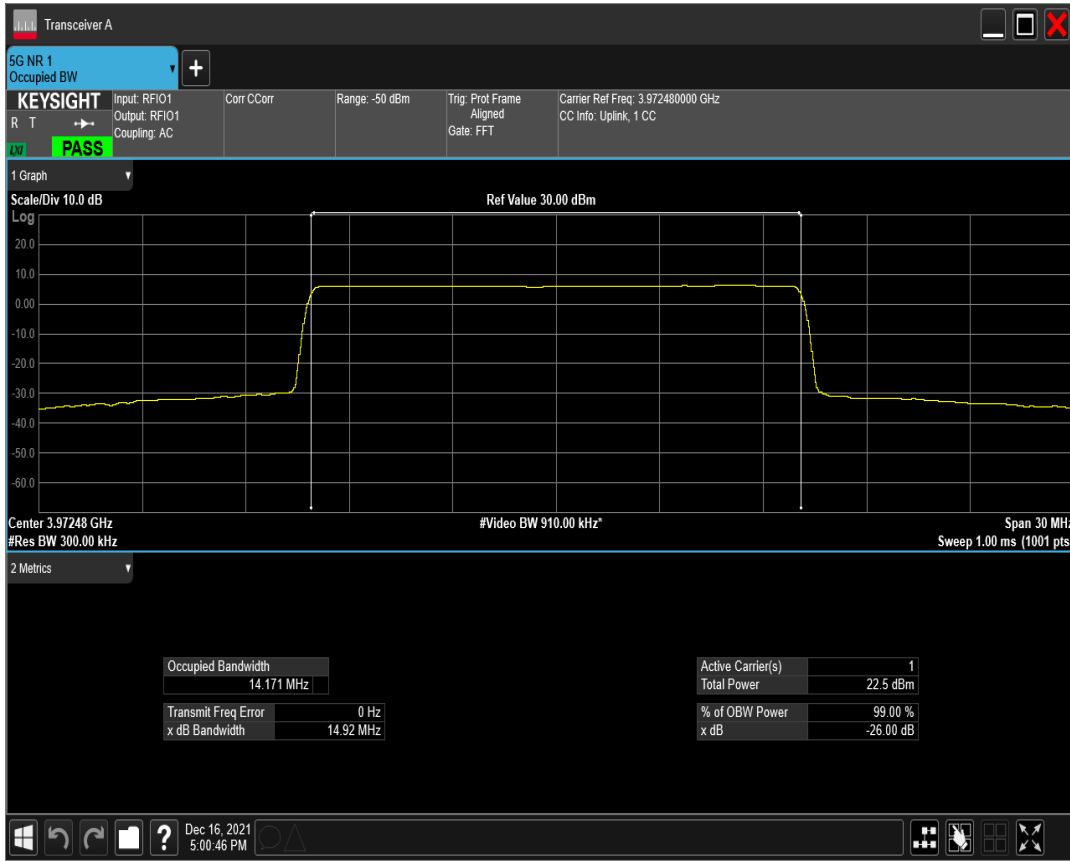 Transceiver A
5G NR 1
Occupied BW
+
KEYSIGHT
R T
LXI
PASS
Input: RFIO1
Output: RFIO1
Coupling: AC
Corr CCorr
Range: -50 dBm
Trig: Prot Frame
Aligned
Gate: FFT
Carrier Ref Freq: 3.972480000 GHz
CC Info: Uplink, 1 CC
1 Graph
Scale/Div 10.0 dB
Ref Value 30.00 dBm
Log
20.0
10.0
0.00
-10.0
-20.0
-30.0
-40.0
-50.0
-60.0
Center 3.97248 GHz
#Video BW 910.00 kHz*
Span 30 MHz
#Res BW 300.00 kHz
Sweep 1.00 ms (1001 pts
2 Metrics
Occupied Bandwidth
14.171 MHz
Transmit Freq Error 0 Hz
x dB Bandwidth 14.92 MHz
Active Carrier(s) 1
Total Power 22.5 dBm
% of OBW Power 99.00 %
x dB -26.00 dB
?
Dec 16, 2021
5:00:46 PM